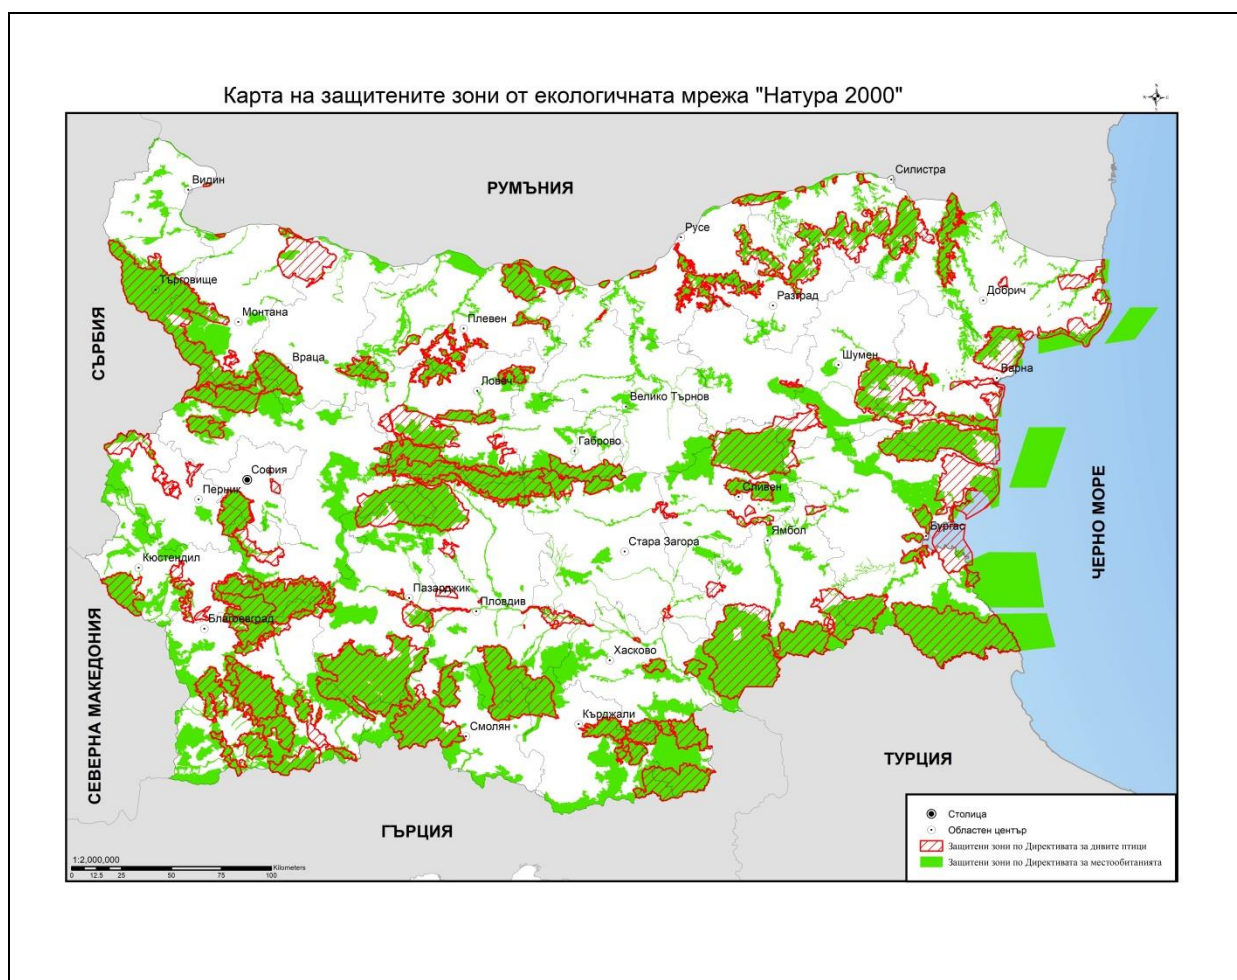 Карта на защитените зони от екологичната мрежа "Натура 2000"
Силистра
Видин
РУМЪНИЯ
Русе
Търговище
Добрич
Разград
Монтана
Плевен
СЪРБИЯ
Враца
Шумен
Варна
Ловеч
Велико Търнов
Габрово
София
Перник
Сливен
ЧЕРНО МОРЕ
Бургас
Ямбол
Стара Загора
Кюстендил
Пазарджик
Пловдив
Благоевград
Хасково
СЕВЕРНА МАКЕДОНИЯ
Кърджали
Смолян
ТУРЦИЯ
ГЪРЦИЯ
Столица
Областен център
Защитени зони по Директивата за дивите птици
Защитени зони по Директивата за местообитанията
1:2,000,000
Kilometers
0 12.5 25 50 75 100